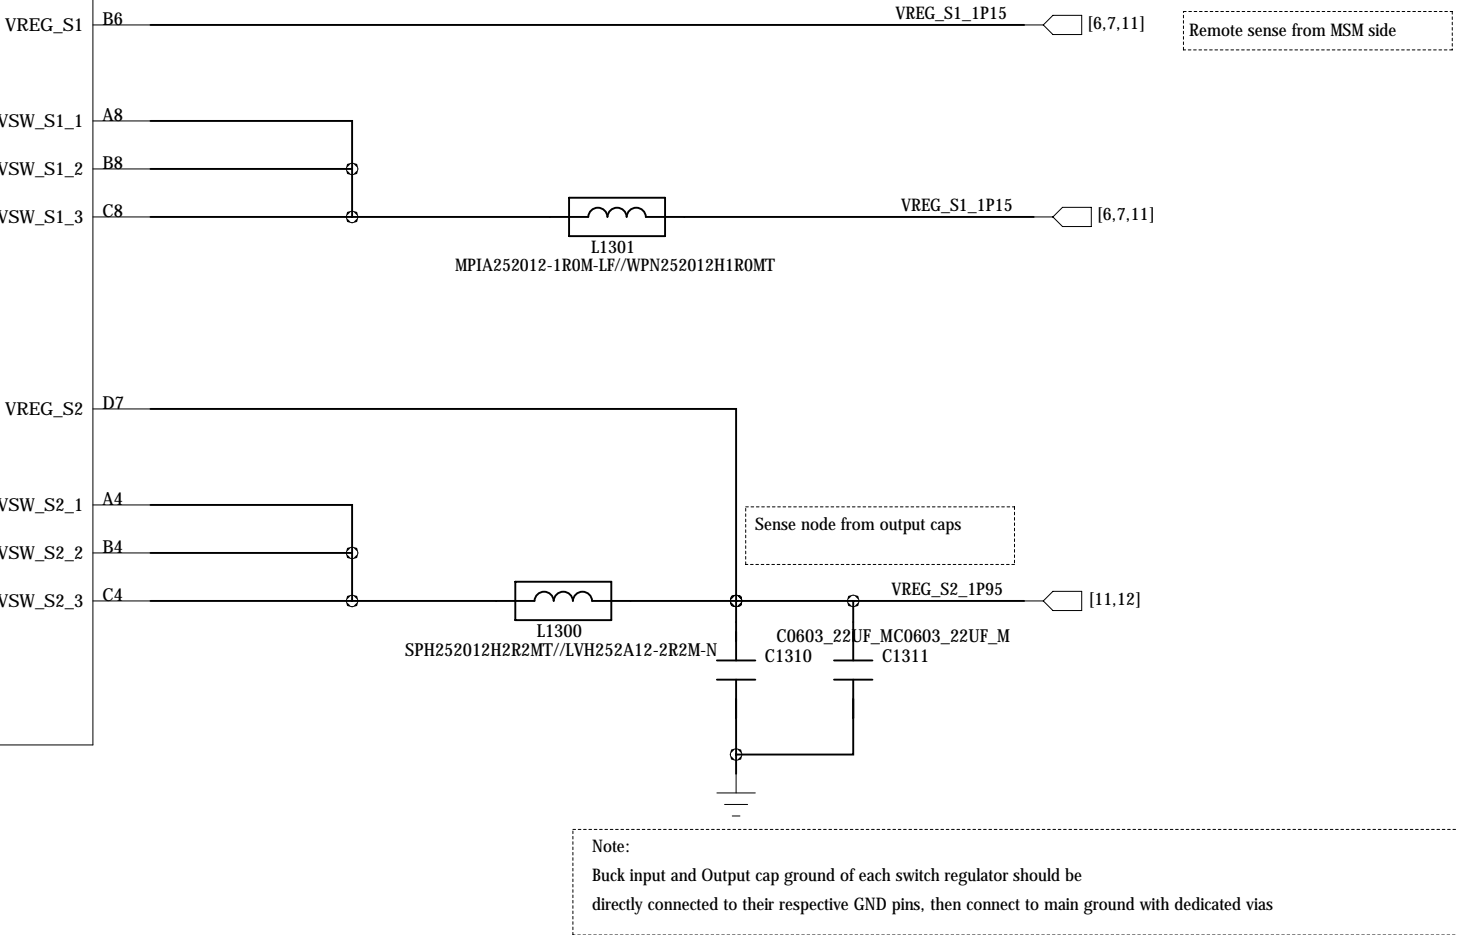 VREG_S1 B6 VREG_S1_1P15 [6,7,11]
Remote sense from MSM side
VSW_S1_1 A8
VSW_S1_2 B8
VSW_S1_3 C8 VREG_S1_1P15 [6,7,11]
L1301
MPIA252012-1R0M-LF//WPN252012H1R0MT
VREG_S2 D7
VSW_S2_1 A4
Sense node from output caps
VSW_S2_2 B4
VSW_S2_3 C4 VREG_S2_1P95 [11,12]
L1300
SPH252012H2R2MT//LVH252A12-2R2M-N
C0603_22UF_MC0603_22UF_M
C1310 C1311
Note:
Buck input and Output cap ground of each switch regulator should be
directly connected to their respective GND pins, then connect to main ground with dedicated vias